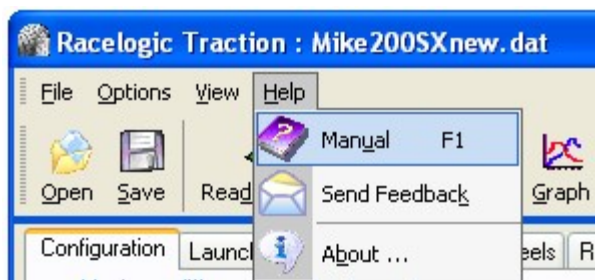 Racelogic Traction : Mike200SXnew.dat
File Options View Help
Manual F1
Open Save Read Send Feedback Graph
Configuration Launc About ... eels R